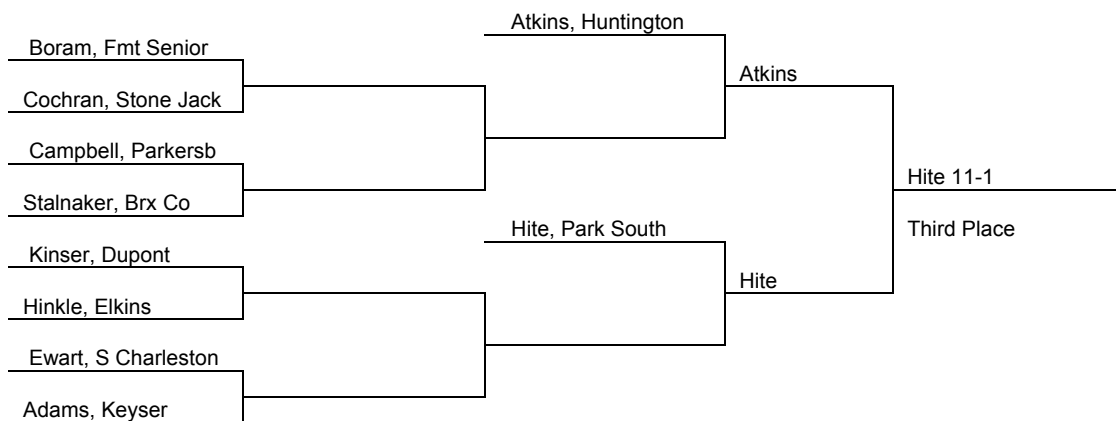 Atkins, Huntington
Boram, Fmt Senior
Atkins
Cochran, Stone Jack
Campbell, Parkersb
Hite 11-1
Stalnaker, Brx Co
Third Place
Hite, Park South
Kinser, Dupont
Hite
Hinkle, Elkins
Ewart, S Charleston
Adams, Keyser